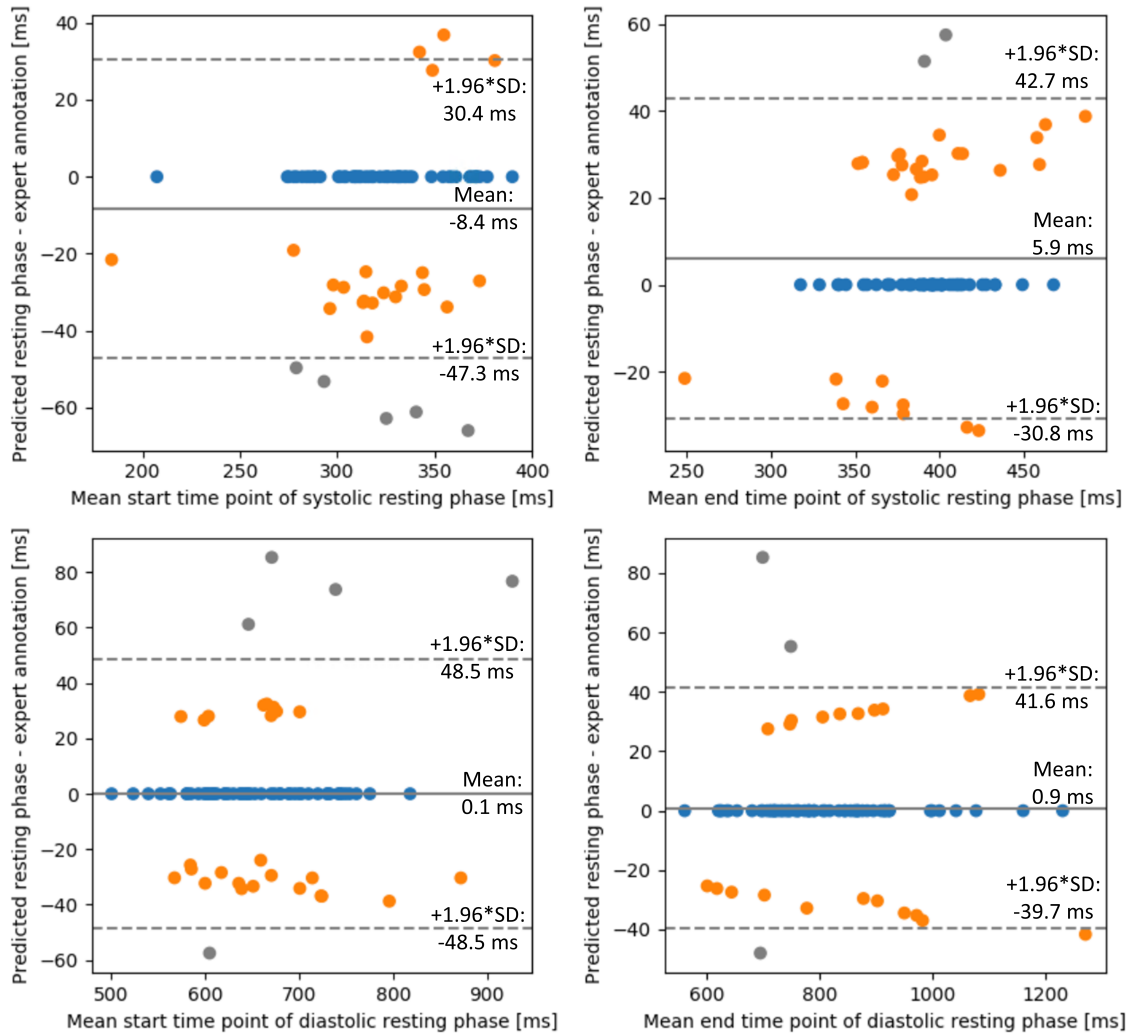 Predicted resting phase - expert annotation [ms]
40
20
0
−20
−40
−60
+1.96*SD:
30.4 ms
Mean:
-8.4 ms
+1.96*SD:
-47.3 ms
200
250
300
350
400
Mean start time point of systolic resting phase [ms]
Predicted resting phase - expert annotation [ms]
60
40
20
0
−20
+1.96*SD:
42.7 ms
Mean:
5.9 ms
+1.96*SD:
-30.8 ms
250
300
350
400
450
Mean end time point of systolic resting phase [ms]
Predicted resting phase - expert annotation [ms]
80
60
40
20
0
−20
−40
−60
+1.96*SD:
48.5 ms
Mean:
0.1 ms
+1.96*SD:
-48.5 ms
500
600
700
800
900
Mean start time point of diastolic resting phase [ms]
Predicted resting phase - expert annotation [ms]
80
60
40
20
0
−20
−40
+1.96*SD:
41.6 ms
Mean:
0.9 ms
+1.96*SD:
-39.7 ms
600
800
1000
1200
Mean end time point of diastolic resting phase [ms]